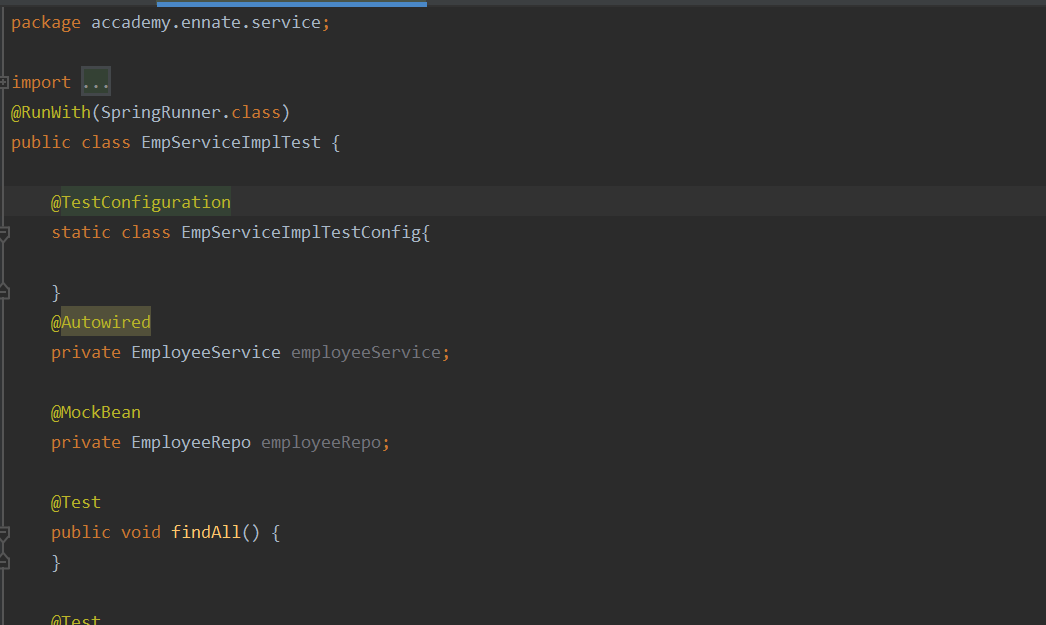 package accademy.ennate.service;
import ...
@RunWith(SpringRunner.class)
public class EmpServiceImplTest {
@TestConfiguration
static class EmpServiceImplTestConfig{
}
@Autowired
private EmployeeService employeeService;
@MockBean
private EmployeeRepo employeeRepo;
@Test
public void findAll() {
}
@Test